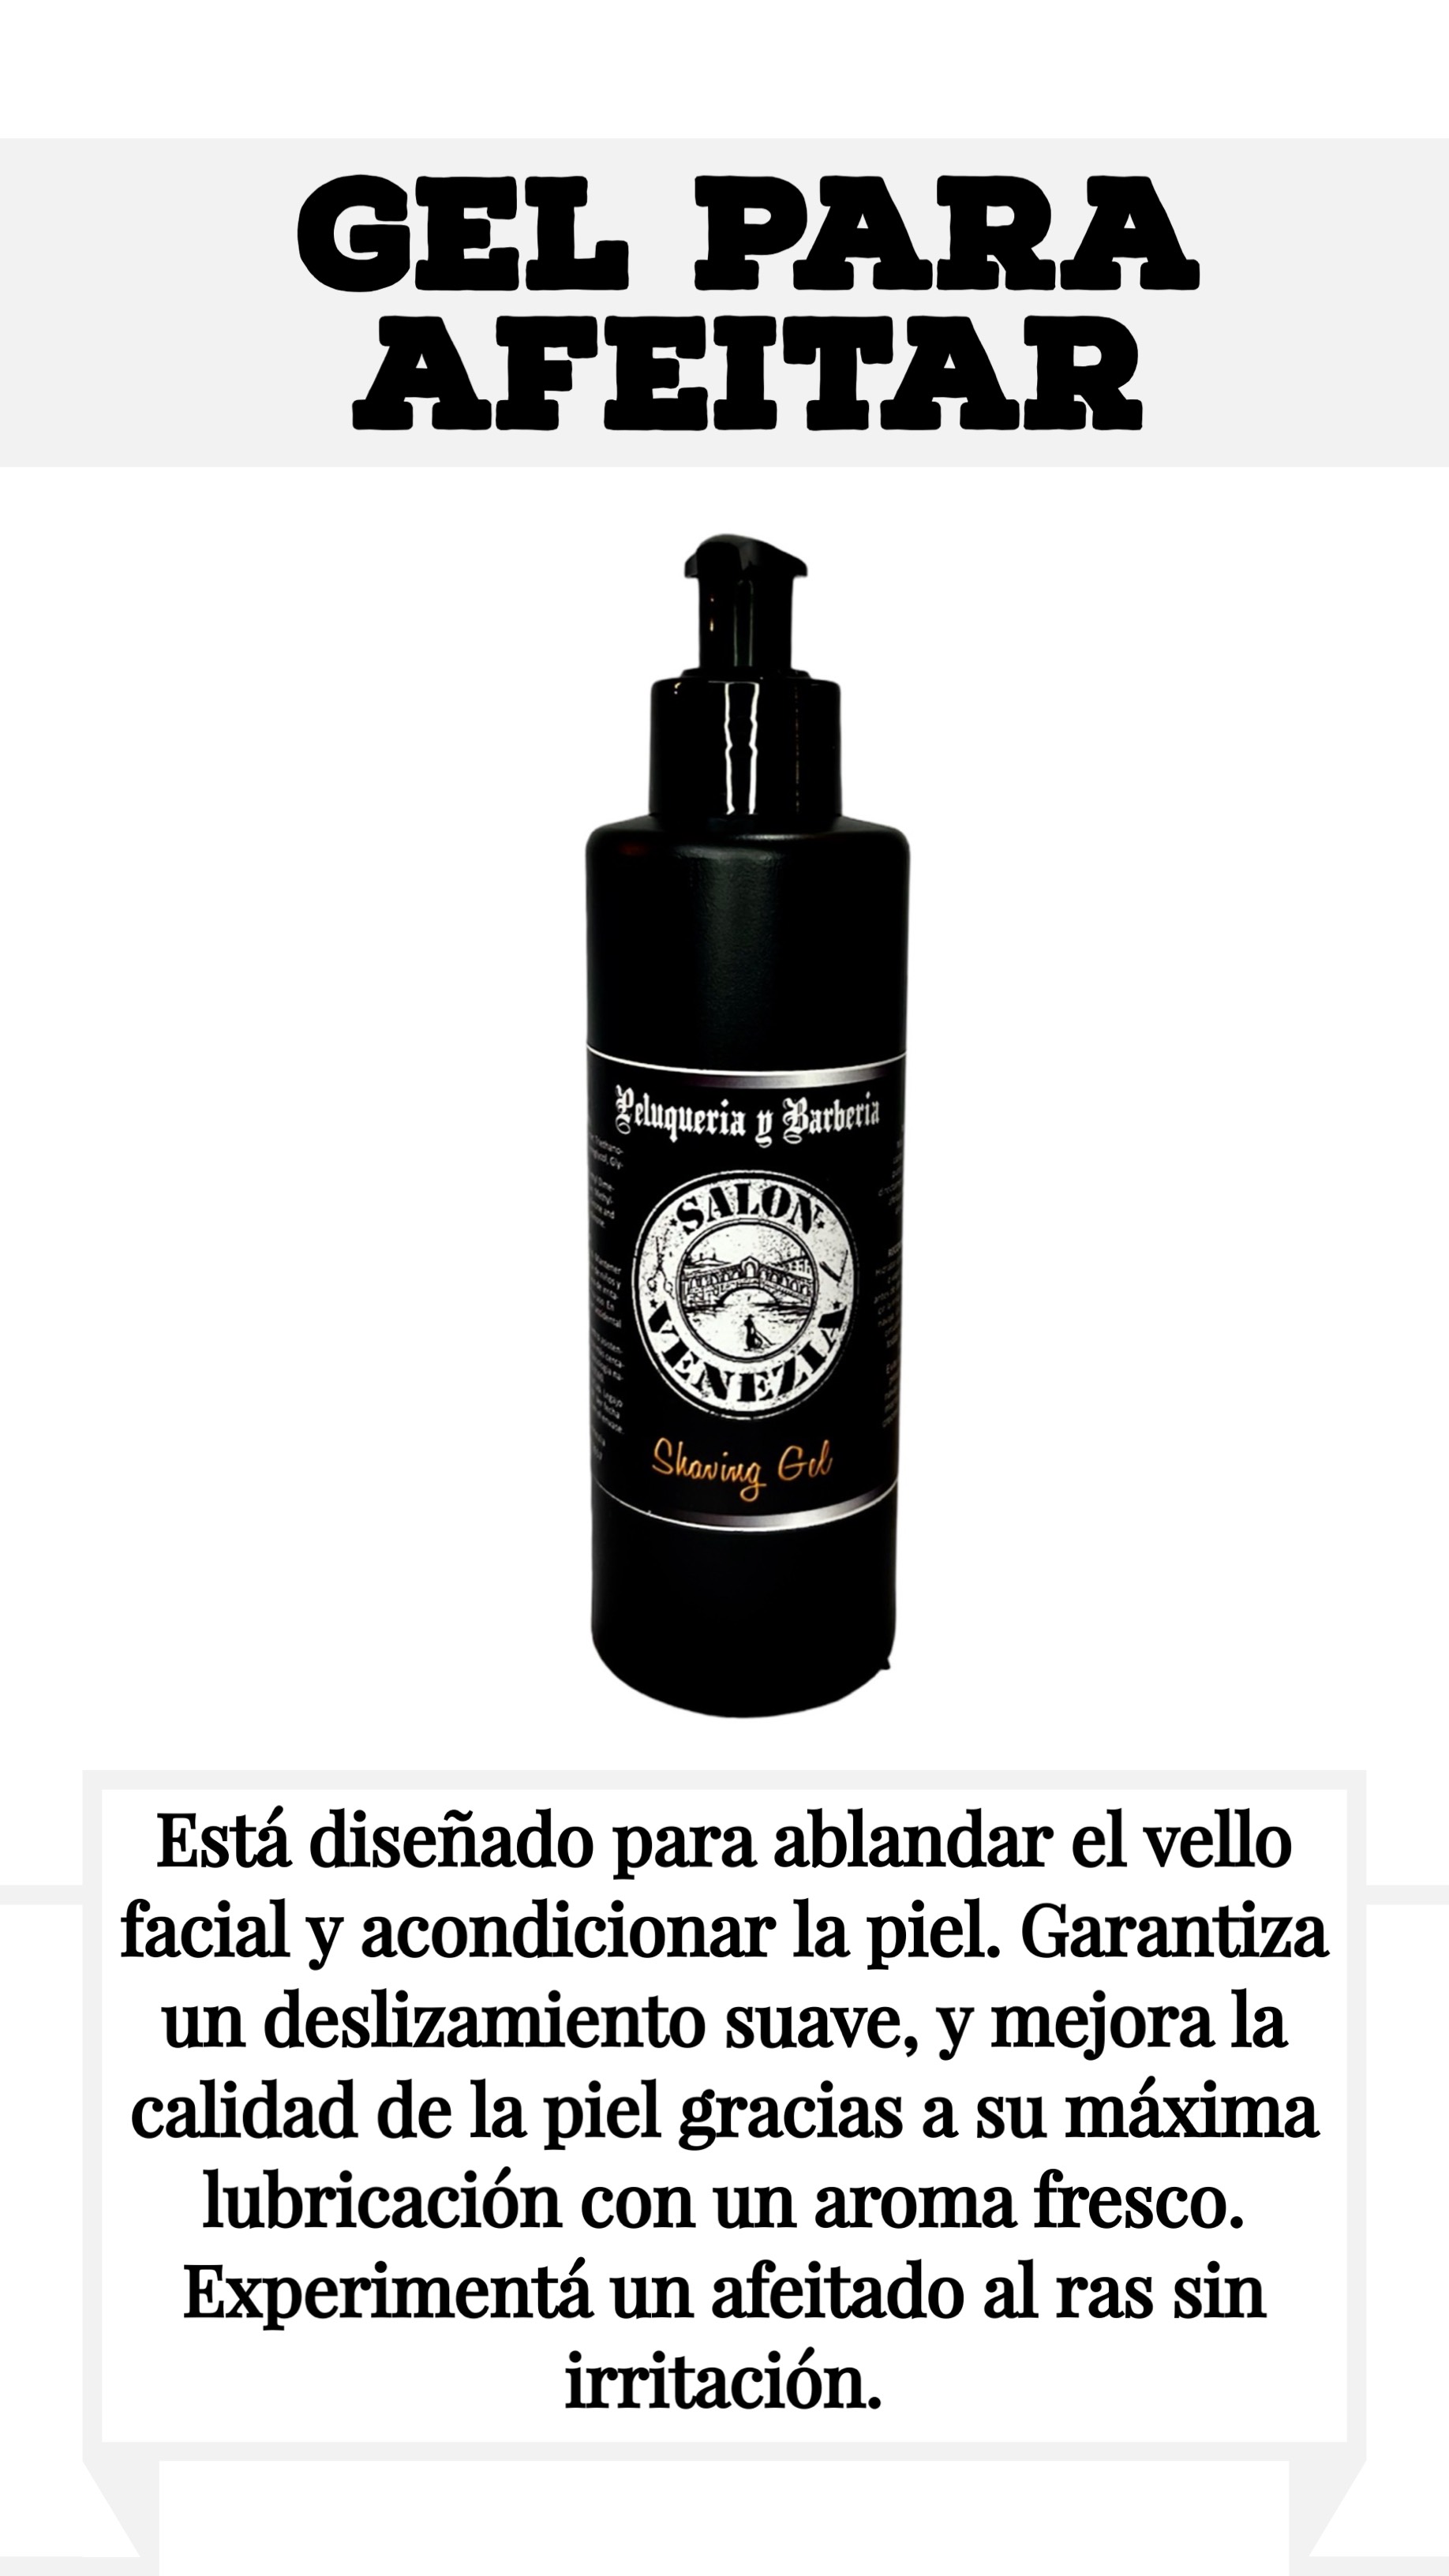 GEL PARA
AFEITAR
Peluqueria y Barberia
SALON
VENEZIA
Shaving Gel
Está diseñado para ablandar el vello
facial y acondicionar la piel. Garantiza
un deslizamiento suave, y mejora la
calidad de la piel gracias a su máxima
lubricación con un aroma fresco.
Experimentá un afeitado al ras sin
irritación.